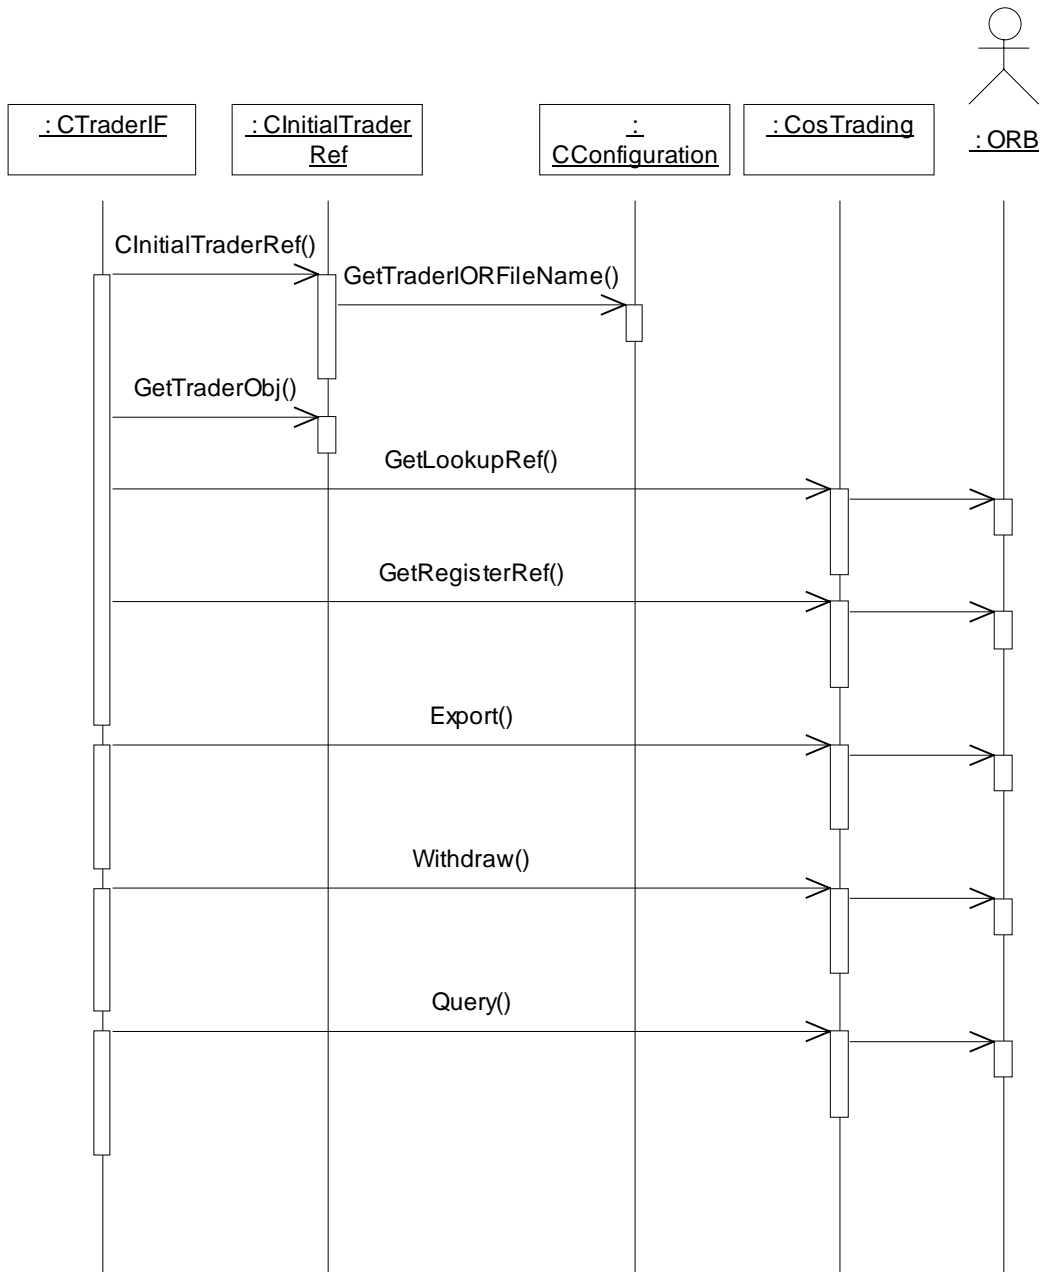 : CTraderIF
: CInitialTrader
Ref
:
CConfiguration
: CosTrading
: ORB
CInitialTraderRef()
GetTraderIORFileName()
GetTraderObj()
GetLookupRef()
GetRegisterRef()
Export()
Withdraw()
Query()